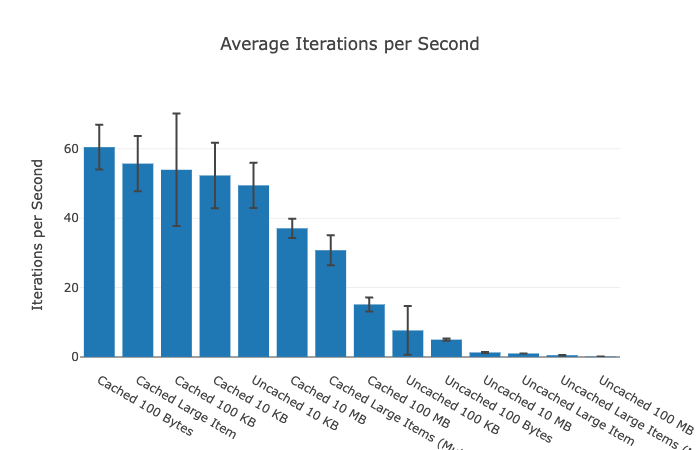 Average Iterations per Second
Iterations per Second
60
40
20
0
Cached 100 Bytes
Cached Large Item
Cached 100 KB
Cached 10 KB
Uncached 10 KB
Cached 10 MB
Cached Large Items
Cached 100 MB
Uncached 100 KB
Uncached 100 Bytes
Uncached 10 MB
Uncached Large Item
Uncached Large Items
Uncached 100 MB